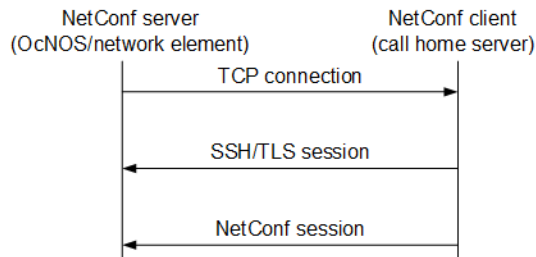 NetConf server
(OcNOS/network element)
NetConf client
(call home server)
TCP connection
SSH/TLS session
NetConf session